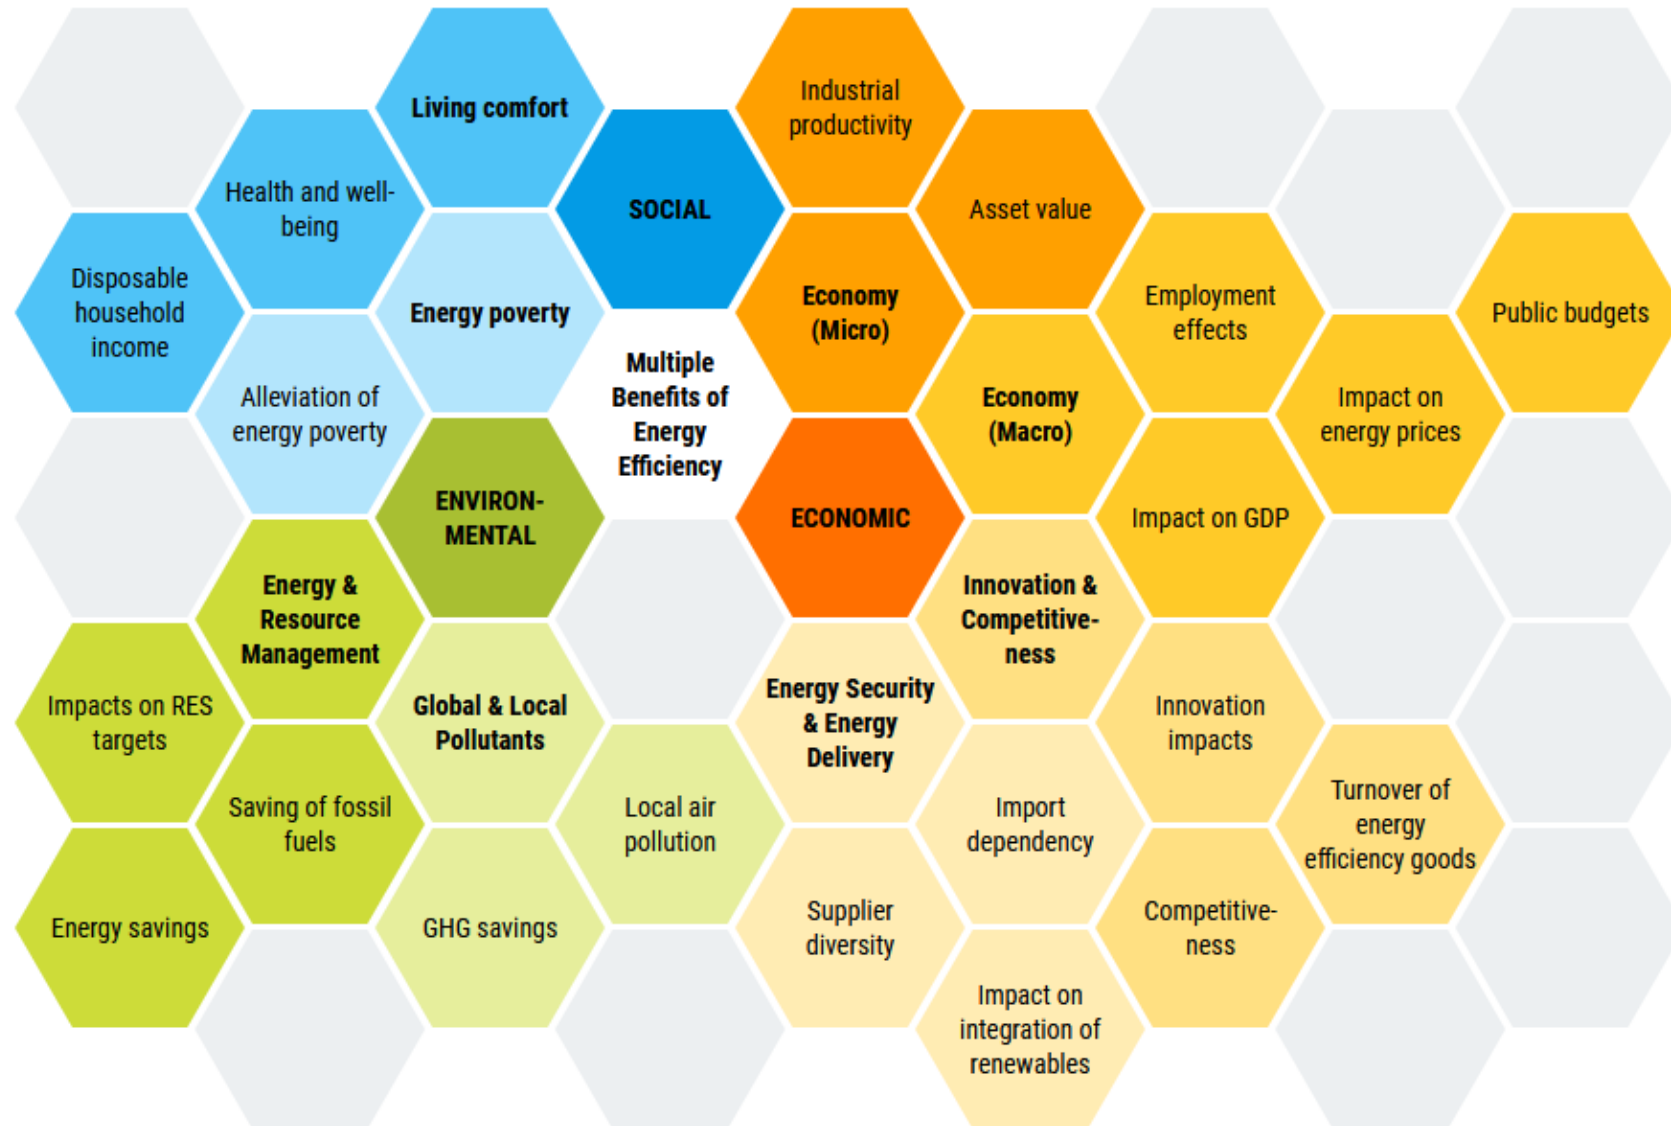 Living comfort
Industrial
productivity
Health and well-
being
SOCIAL
Asset value
Disposable
household
income
Energy poverty
Economy
(Micro)
Employment
effects
Public budgets
Alleviation of
energy poverty
Multiple
Benefits of
Energy
Efficiency
Economy
(Macro)
Impact on
energy prices
ENVIRON-
MENTAL
ECONOMIC
Impact on GDP
Energy &
Resource
Management
Innovation &
Competitive-
ness
Impacts on RES
targets
Global & Local
Pollutants
Energy Security
& Energy
Delivery
Innovation
impacts
Saving of fossil
fuels
Local air
pollution
Import
dependency
Turnover of
energy
efficiency goods
Energy savings
GHG savings
Supplier
diversity
Competitive-
ness
Impact on
integration of
renewables